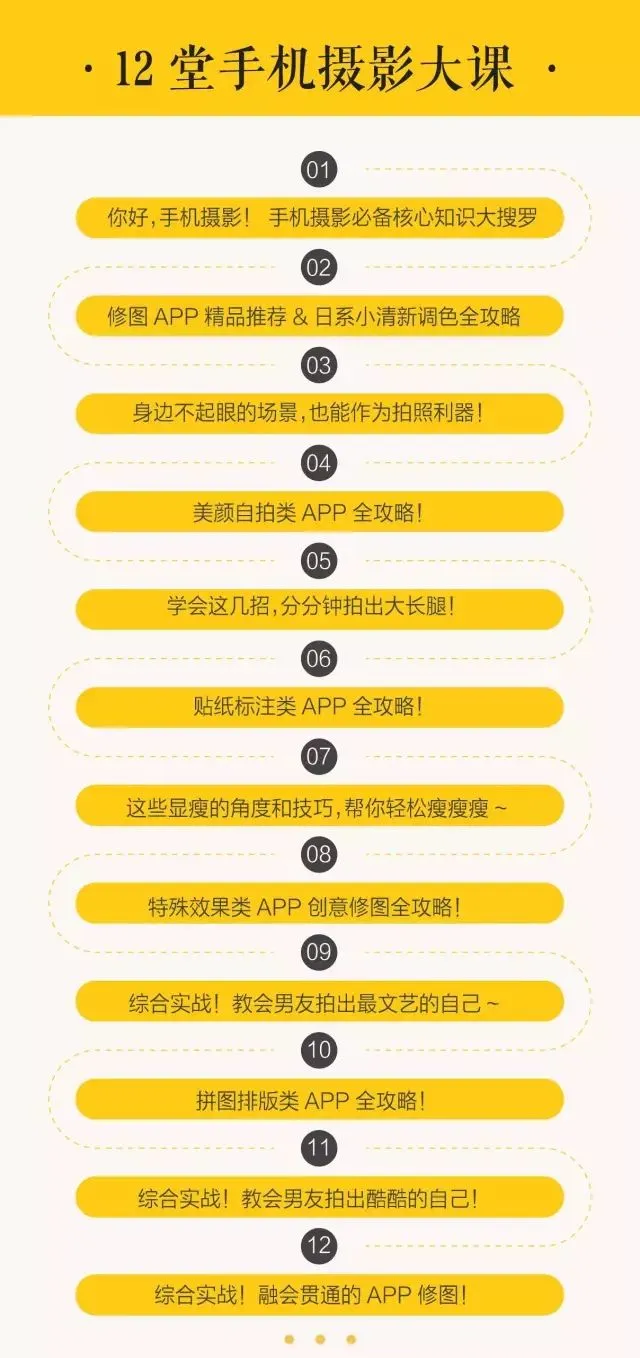 · 12 堂手机摄影大课 ·
01
你好,手机摄影! 手机摄影必备核心知识大搜罗
02
修图 APP 精品推荐 & 日系小清新调色全攻略
03
身边不起眼的场景,也能作为拍照利器!
04
美颜自拍类 APP 全攻略!
05
学会这几招,分分钟拍出大长腿!
06
贴纸标注类 APP 全攻略!
07
这些显瘦的角度和技巧,帮你轻松瘦瘦瘦 ~
08
特殊效果类 APP 创意修图全攻略!
09
综合实战! 教会男友拍出最文艺的自己 ~
10
拼图排版类 APP 全攻略!
11
综合实战! 教会男友拍出酷酷的自己!
12
综合实战! 融会贯通的 APP 修图!